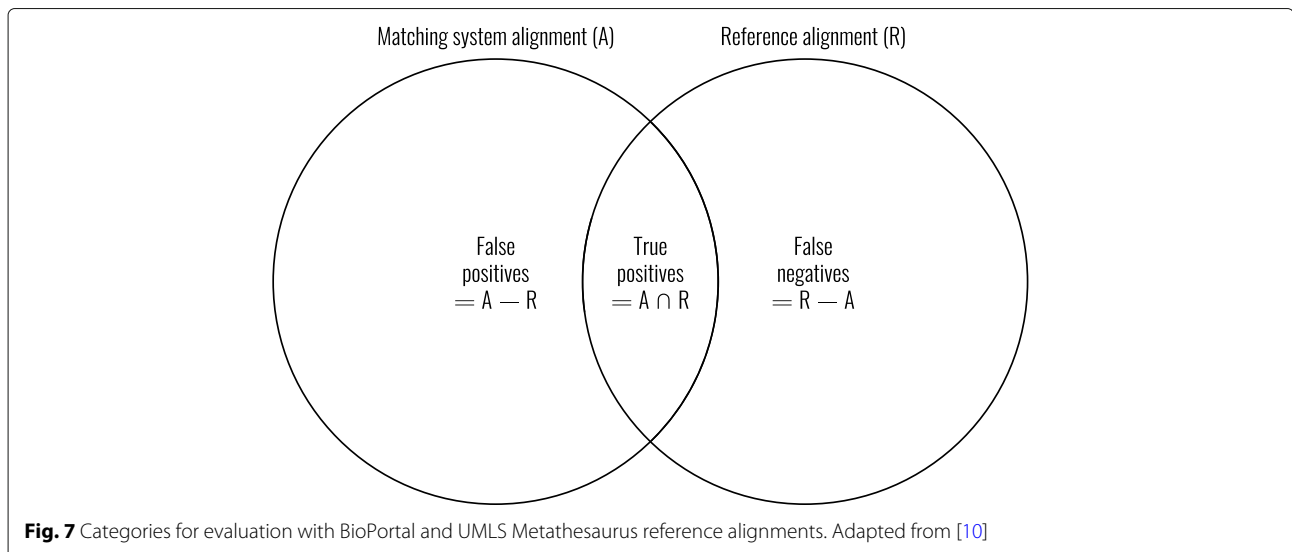 Matching system alignment (A)
Reference alignment (R)
False
positives
= A − R
True
positives
= A ∩ R
False
negatives
= R − A
Fig. 7 Categories for evaluation with BioPortal and UMLS Metathesaurus reference alignments. Adapted from [10]